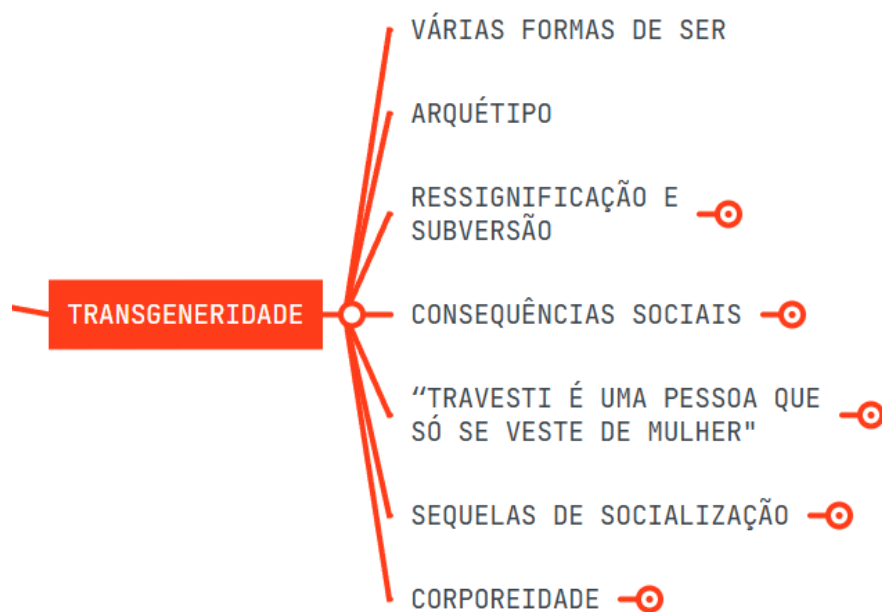 VÁRIAS FORMAS DE SER
ARQUÉTIPO
RESSIGNIFICAÇÃO E
SUBVERSÃO
TRANSGENERIDADE
CONSEQUÊNCIAS SOCIAIS
“TRAVESTI É UMA PESSOA QUE
SÓ SE VESTE DE MULHER"
SEQUELAS DE SOCIALIZAÇÃO
CORPOREIDADE